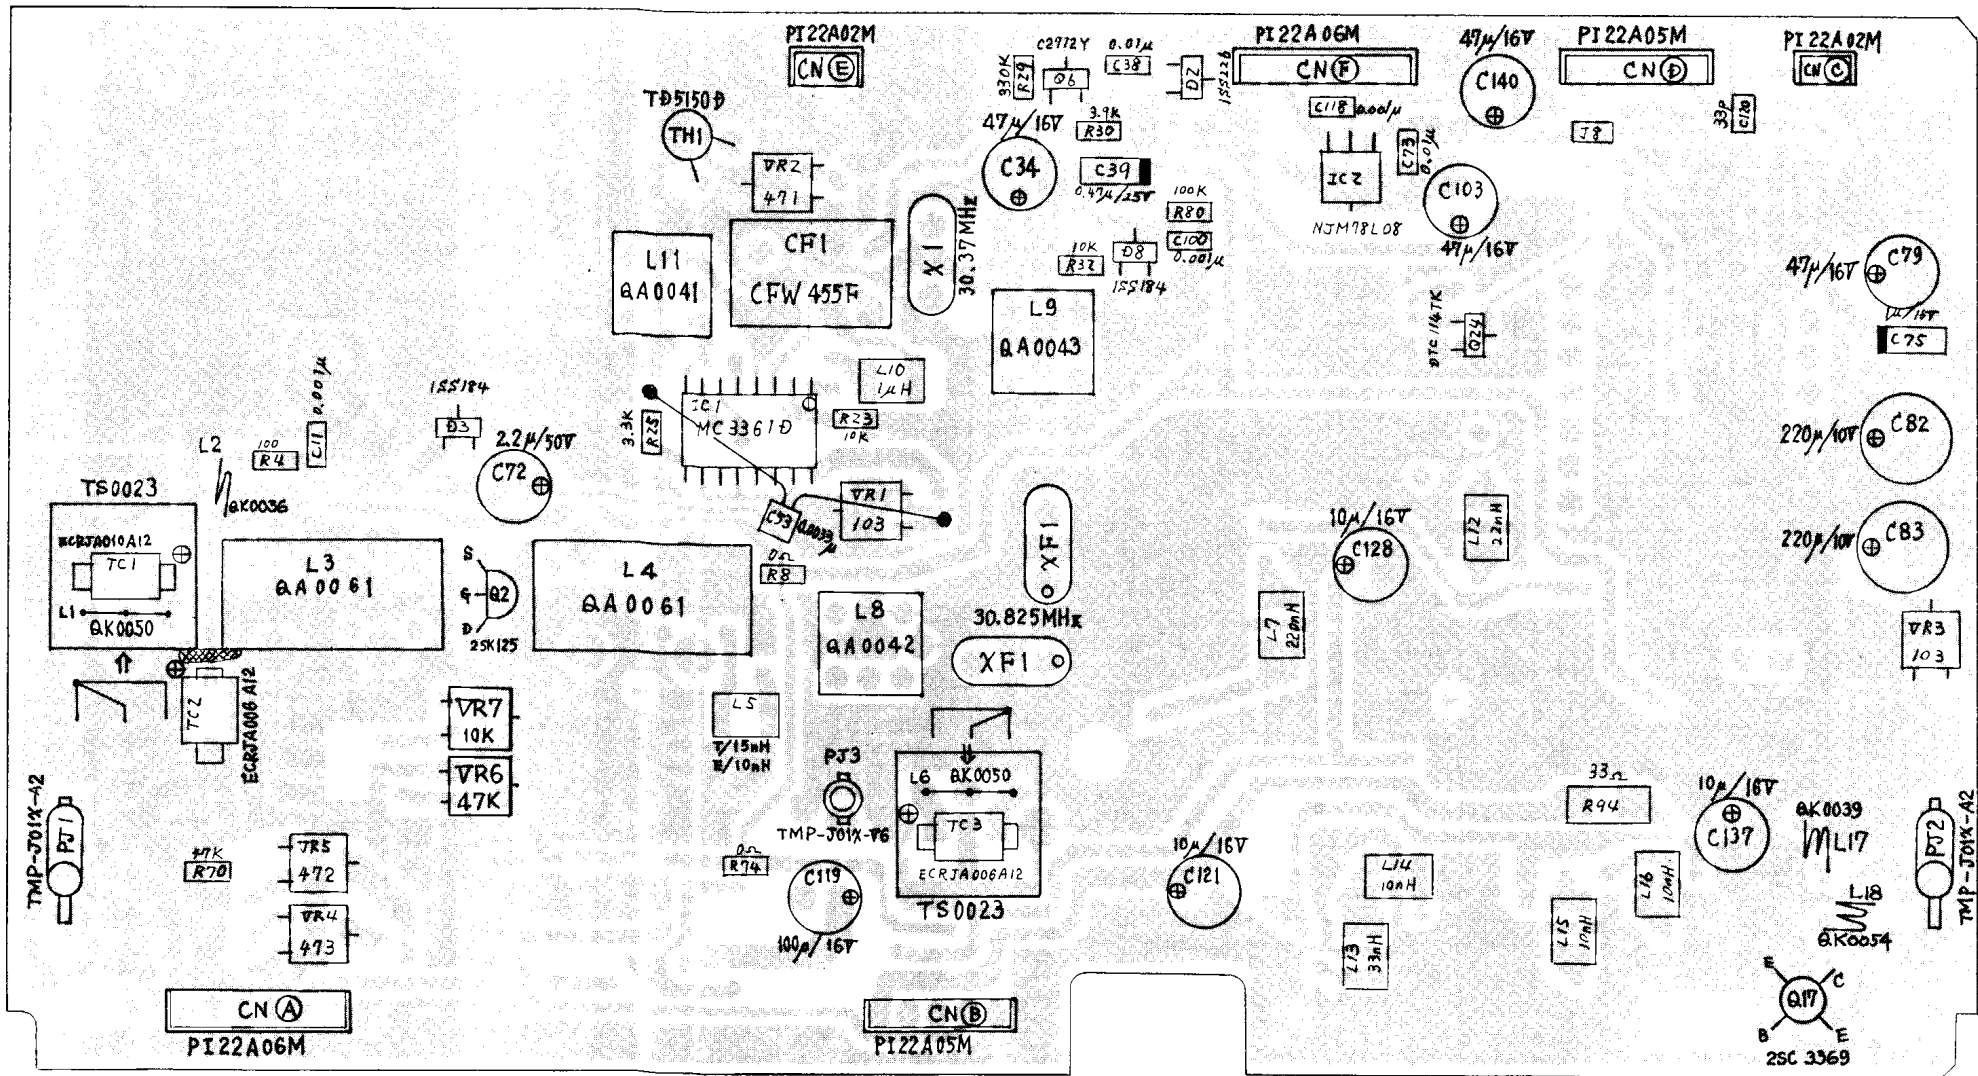 PI22A02M
CN E
C2772Y
0.01μ
C38
330K
R29
Q6
D2
1SS226
PI22A06M
CN F
47μ/16V
C140
PI22A05M
CN D
PI22A02M
CN C
TD5150D
TH1
VR2
471
47μ/16V
C34
3.9K
R30
C39
0.47μ/25V
C118
0.001μ
IC2
NJM78L08
C73
0.01μ
J8
33P
C120
C103
47μ/16V
100K
R80
C100
0.001μ
10K
R32
D8
1SS184
L11
QA0041
CF1
CFW 455F
X1
30.37MHz
L9
QA0043
47μ/16V
C79
DTC114TK
Q24
1μ/16V
C75
L10
1μH
IC1
MC3361D
R23
10K
3.3K
R25
1SS184
D3
2.2μ/50V
C72
C11
0.001μ
100
R4
L2
QK0036
220μ/10V
C82
TS0023
ECRJA010A12
TC1
L1
QK0050
L3
QA0061
S
G
D
Q2
2SK125
L4
QA0061
C53
0.0033μ
VR1
103
0Ω
R8
XF1
30.825MHz
XF1
L8
QA0042
10μ/16V
C128
L12
22nH
220μ/10V
C83
L7
220nH
VR3
103
TC2
ECRJA006A12
VR7
10K
VR6
47K
L5
T/15nH
E/10nH
PJ3
TMP-J01X-V6
L6
QK0050
TC3
ECRJA006A12
TS0023
33Ω
R94
10μ/16V
C137
QK0039
L17
PJ1
TMP-J01X-A2
47K
R70
VR5
472
VR4
473
0Ω
R74
C119
100μ/16V
10μ/16V
C121
L14
10nH
L13
33nH
L15
10nH
L16
10nH
L18
QK0054
PJ2
TMP-J01X-A2
CN A
PI22A06M
CN B
PI22A05M
E
C
Q17
B
E
2SC 3369